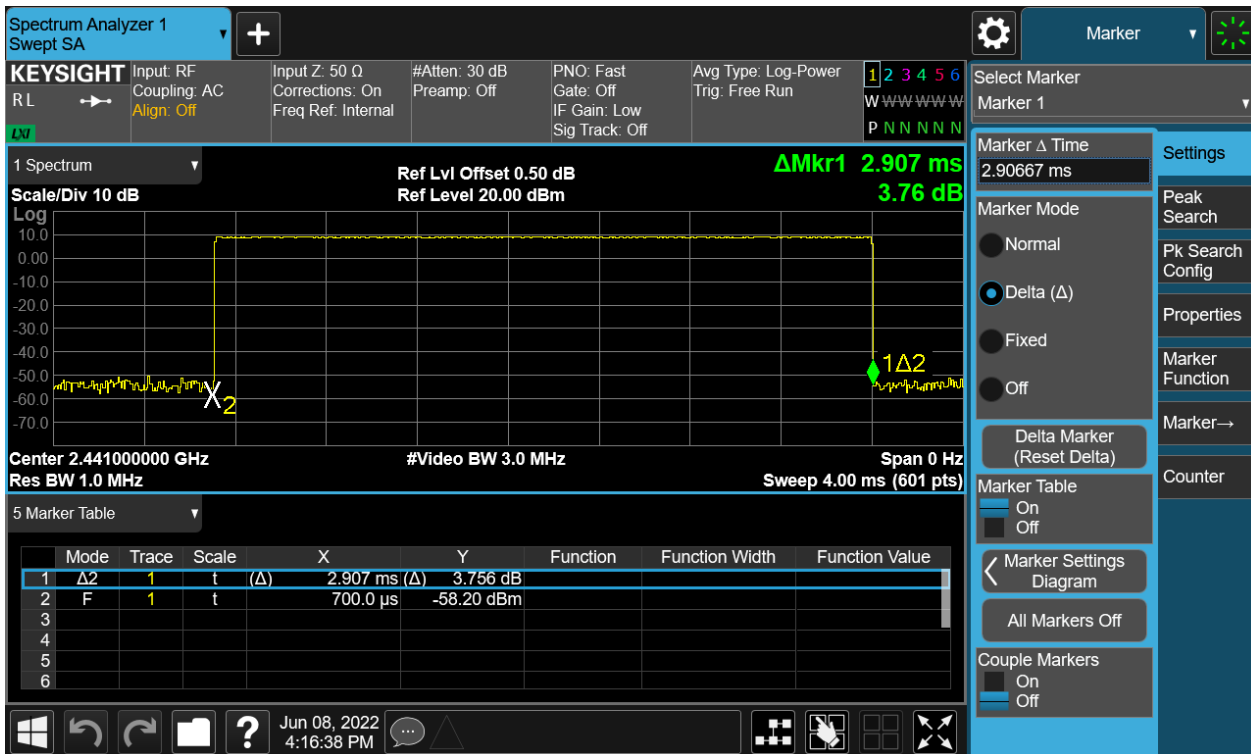 Spectrum Analyzer 1
Swept SA
+
Marker
KEYSIGHT
R L
LXI
Input: RF
Coupling: AC
Align: Off
Input Z: 50 Ω
Corrections: On
Freq Ref: Internal
#Atten: 30 dB
Preamp: Off
PNO: Fast
Gate: Off
IF Gain: Low
Sig Track: Off
Avg Type: Log-Power
Trig: Free Run
1 2 3 4 5 6
W W W W W W
P N N N N N
Select Marker
Marker 1
1 Spectrum
Scale/Div 10 dB
Ref Lvl Offset 0.50 dB
Ref Level 20.00 dBm
ΔMkr1 2.907 ms
3.76 dB
Log
10.0
0.00
-10.0
-20.0
-30.0
-40.0
-50.0
-60.0
-70.0
2
1Δ2
Center 2.441000000 GHz
#Video BW 3.0 MHz
Span 0 Hz
Res BW 1.0 MHz
Sweep 4.00 ms (601 pts)
5 Marker Table
Mode Trace Scale X Y Function Function Width Function Value
1 Δ2 1 t (Δ) 2.907 ms (Δ) 3.756 dB
2 F 1 t 700.0 µs -58.20 dBm
3
4
5
6
Marker Δ Time
2.90667 ms
Marker Mode
Normal
Delta (Δ)
Fixed
Off
Delta Marker
(Reset Delta)
Marker Table
On
Off
Marker Settings
Diagram
All Markers Off
Couple Markers
On
Off
Settings
Peak
Search
Pk Search
Config
Properties
Marker
Function
Marker→
Counter
?
Jun 08, 2022
4:16:38 PM